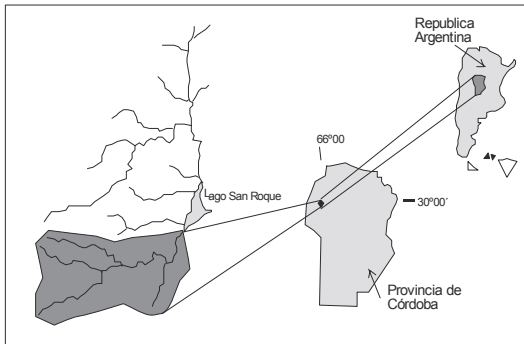 Republica
Argentina
66º00
Lago San Roque
30º00´
Provincia de
Córdoba